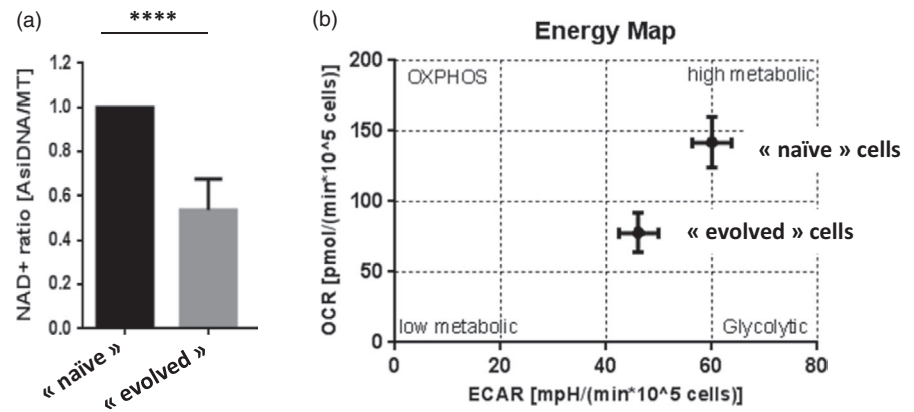 (a)
****
NAD+ ratio [AsiDNA/MT]
1.2
1.0
0.8
0.6
0.4
0.2
0.0
« naïve »
« evolved »
(b)
Energy Map
OCR [pmol/(min*10^5 cells)]
200
150
100
50
0
OXPHOS
high metabolic
« naïve » cells
« evolved » cells
low metabolic
Glycolytic
0 20 40 60 80
ECAR [mpH/(min*10^5 cells)]